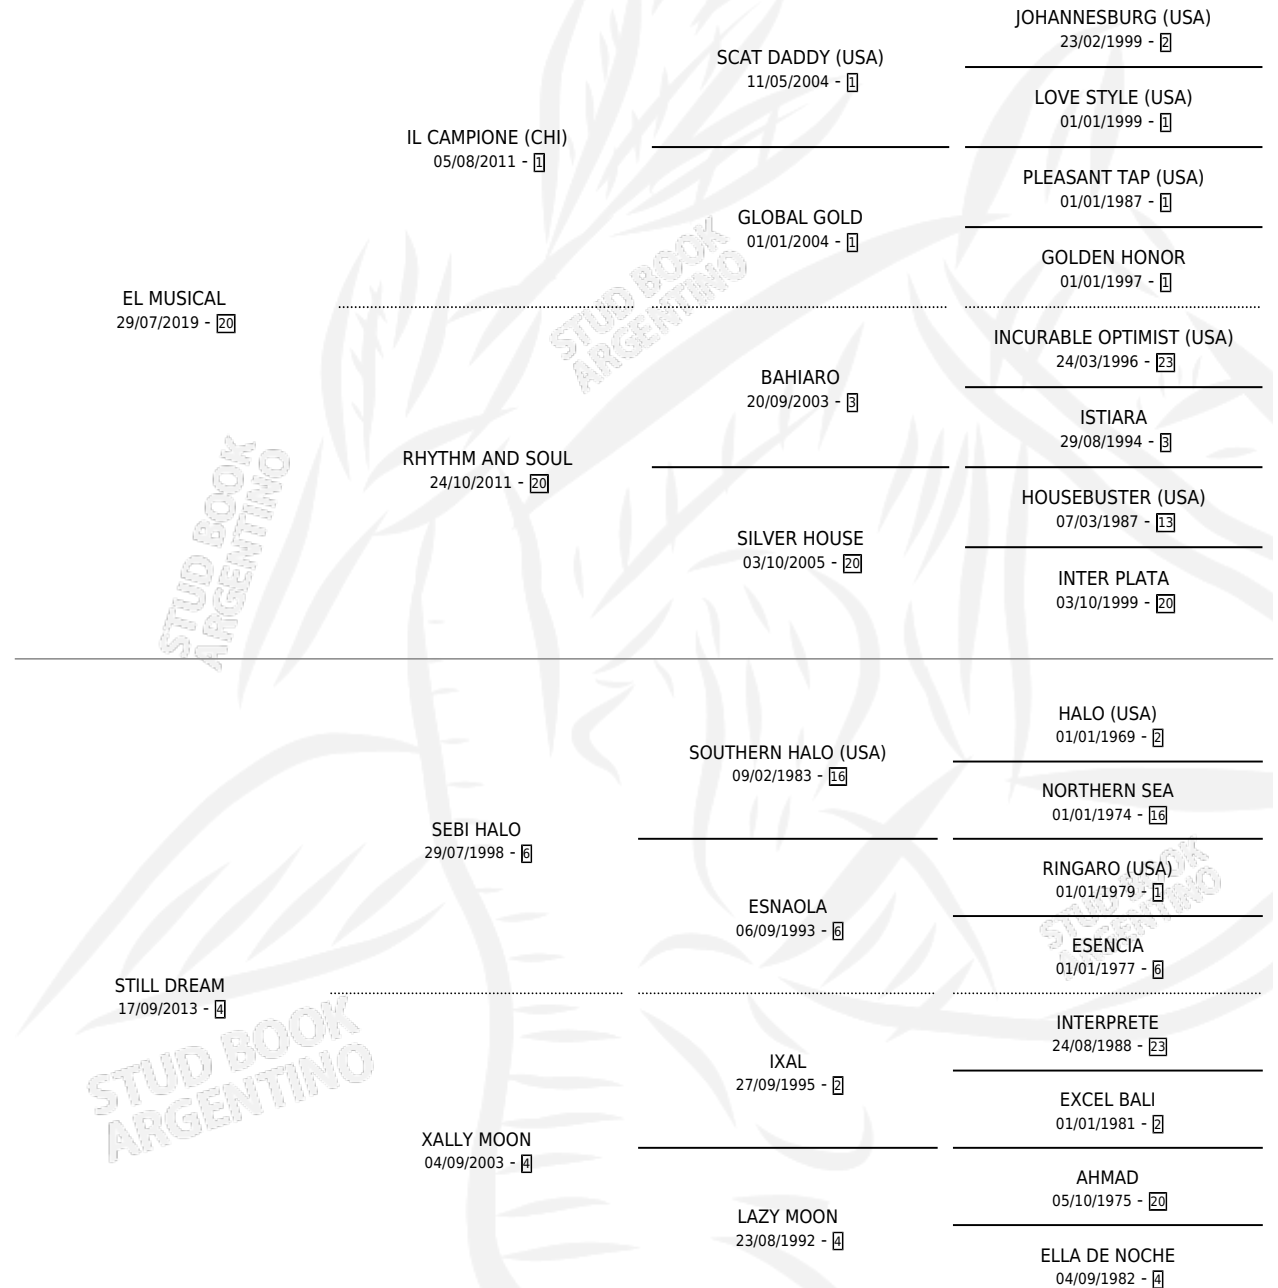 JOHANNESBURG (USA)
23/02/1999 - 2
SCAT DADDY (USA)
11/05/2004 - 1
LOVE STYLE (USA)
01/01/1999 - 1
IL CAMPIONE (CHI)
05/08/2011 - 1
PLEASANT TAP (USA)
01/01/1987 - 1
GLOBAL GOLD
01/01/2004 - 1
GOLDEN HONOR
01/01/1997 - 1
EL MUSICAL
29/07/2019 - 20
INCURABLE OPTIMIST (USA)
24/03/1996 - 23
BAHIARO
20/09/2003 - 3
ISTIARA
29/08/1994 - 3
RHYTHM AND SOUL
24/10/2011 - 20
HOUSEBUSTER (USA)
07/03/1987 - 13
SILVER HOUSE
03/10/2005 - 20
INTER PLATA
03/10/1999 - 20
HALO (USA)
01/01/1969 - 2
SOUTHERN HALO (USA)
09/02/1983 - 16
NORTHERN SEA
01/01/1974 - 16
SEBI HALO
29/07/1998 - 6
RINGARO (USA)
01/01/1979 - 1
ESNAOLA
06/09/1993 - 6
ESENCIA
01/01/1977 - 6
STILL DREAM
17/09/2013 - 4
INTERPRETE
24/08/1988 - 23
IXAL
27/09/1995 - 2
EXCEL BALI
01/01/1981 - 2
XALLY MOON
04/09/2003 - 4
AHMAD
05/10/1975 - 20
LAZY MOON
23/08/1992 - 4
ELLA DE NOCHE
04/09/1982 - 4
STUD BOOK
ARGENTINO
STUD BOOK
ARGENTINO
STUD BOOK
ARGENTINO
STUD BOOK
ARGENTINO